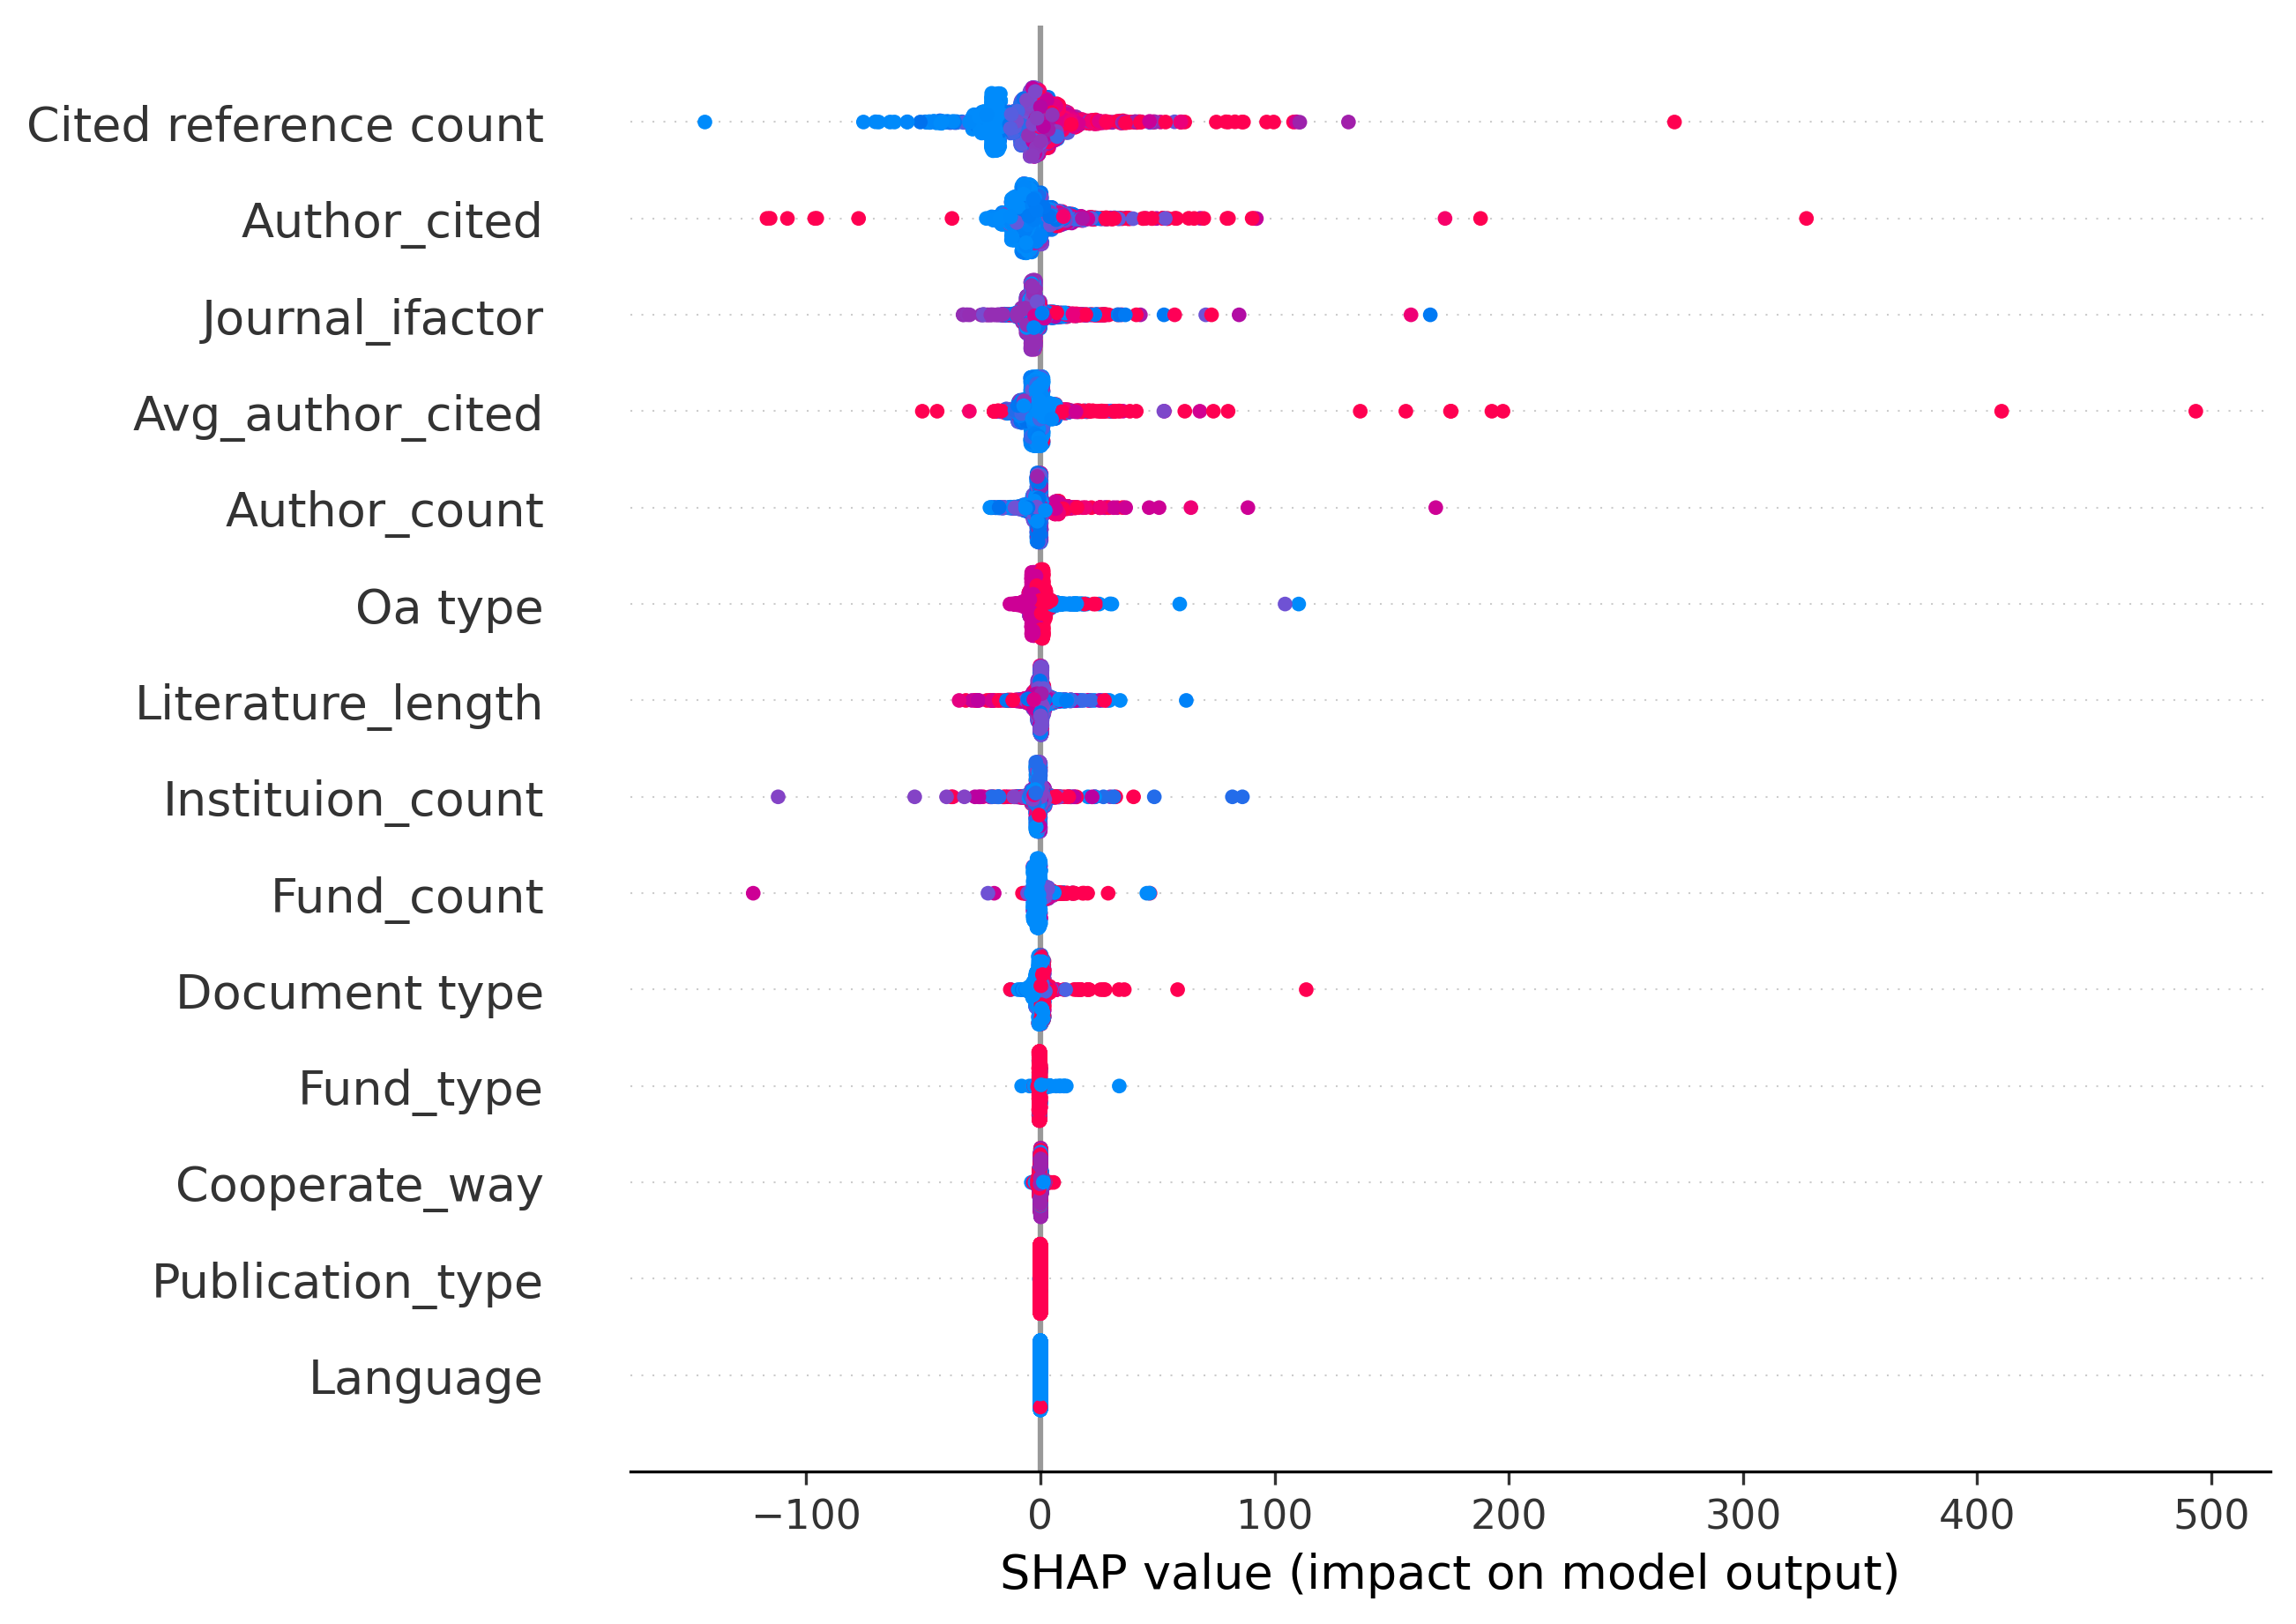 Cited reference count
Author_cited
Journal_ifactor
Avg_author_cited
Author_count
Oa type
Literature_length
Instituion_count
Fund_count
Document type
Fund_type
Cooperate_way
Publication_type
Language
−100 0 100 200 300 400 500
SHAP value (impact on model output)